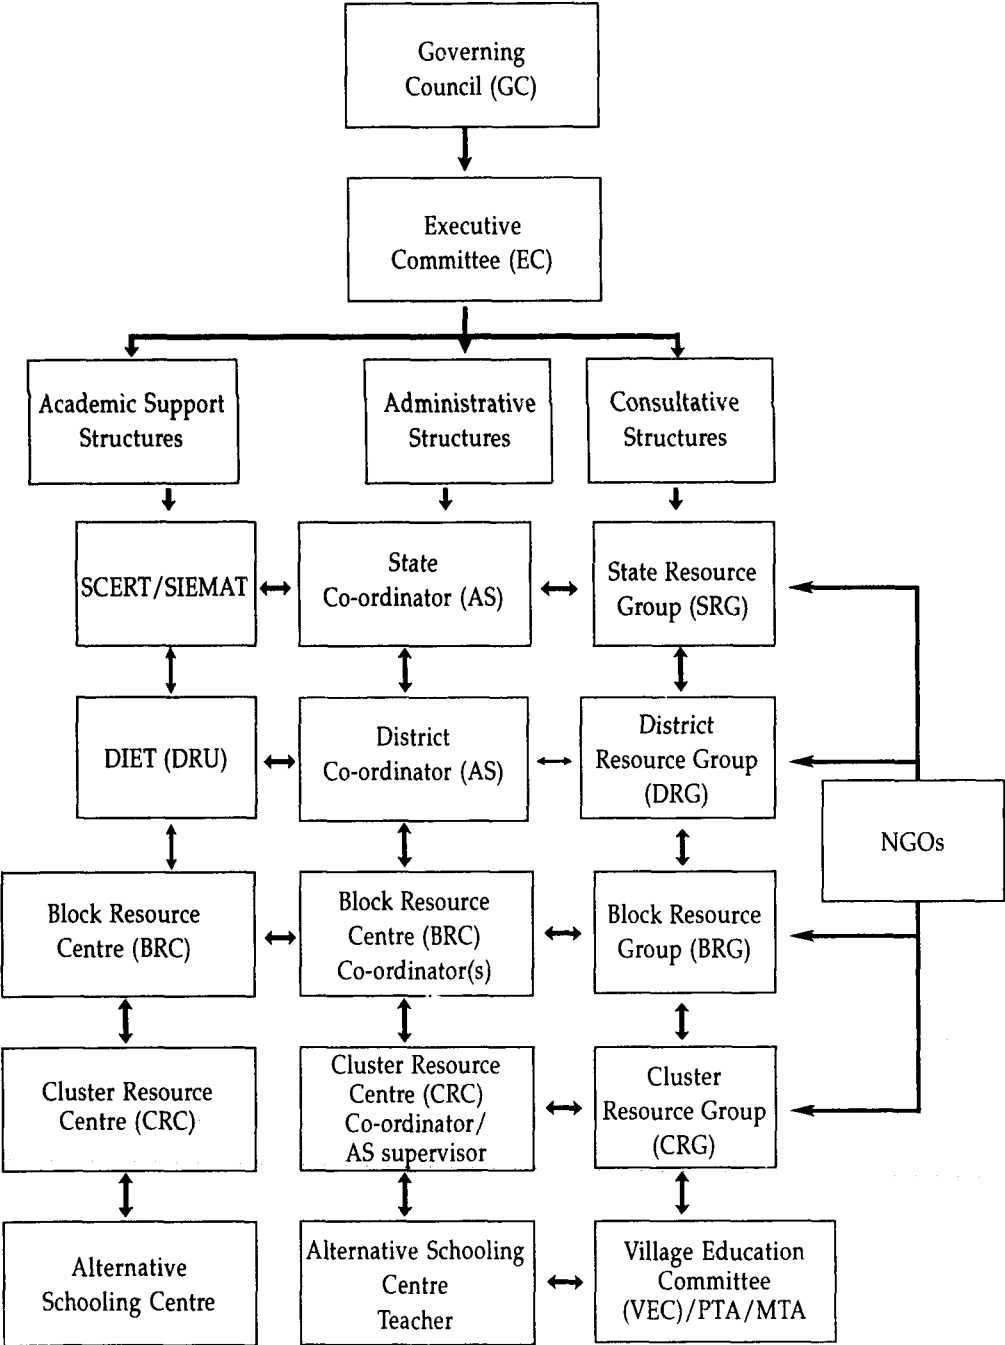 Governing
Council (GC)
Executive
Committee (EC)
Academic Support
Structures
Administrative
Structures
Consultative
Structures
SCERT/SIEMAT
State
Co-ordinator (AS)
State Resource
Group (SRG)
DIET (DRU)
District
Co-ordinator (AS)
District
Resource Group
(DRG)
NGOs
Block Resource
Centre (BRC)
Block Resource
Centre (BRC)
Co-ordinator(s)
Block Resource
Group (BRG)
Cluster Resource
Centre (CRC)
Cluster Resource
Centre (CRC)
Co-ordinator/
AS supervisor
Cluster
Resource Group
(CRG)
Alternative
Schooling Centre
Alternative Schooling
Centre
Teacher
Village Education
Committee
(VEC)/PTA/MTA